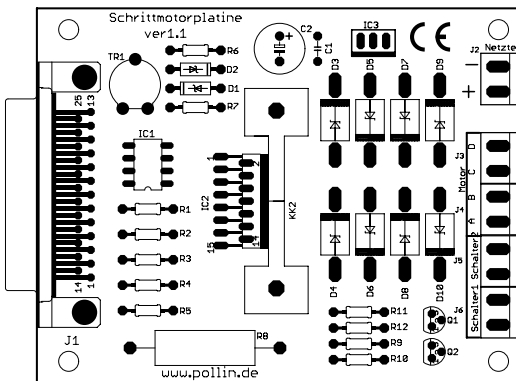 Schrittmotorplatine
ver1.1
TR1
R6
D2
D1
R7
C2
C1
IC3
CE
J2
Netzte
-
+
D3
D5
D7
D9
25
13
IC1
1
2
IC2
15
14
KK2
J3
Motor
D
C
J4
B
A
R1
R2
R3
R4
R5
14
1
J1
D4
D6
D8
D10
J5
Schalter2
J6
Schalter1
R11
R12
R9
R10
Q1
Q2
R8
www.pollin.de